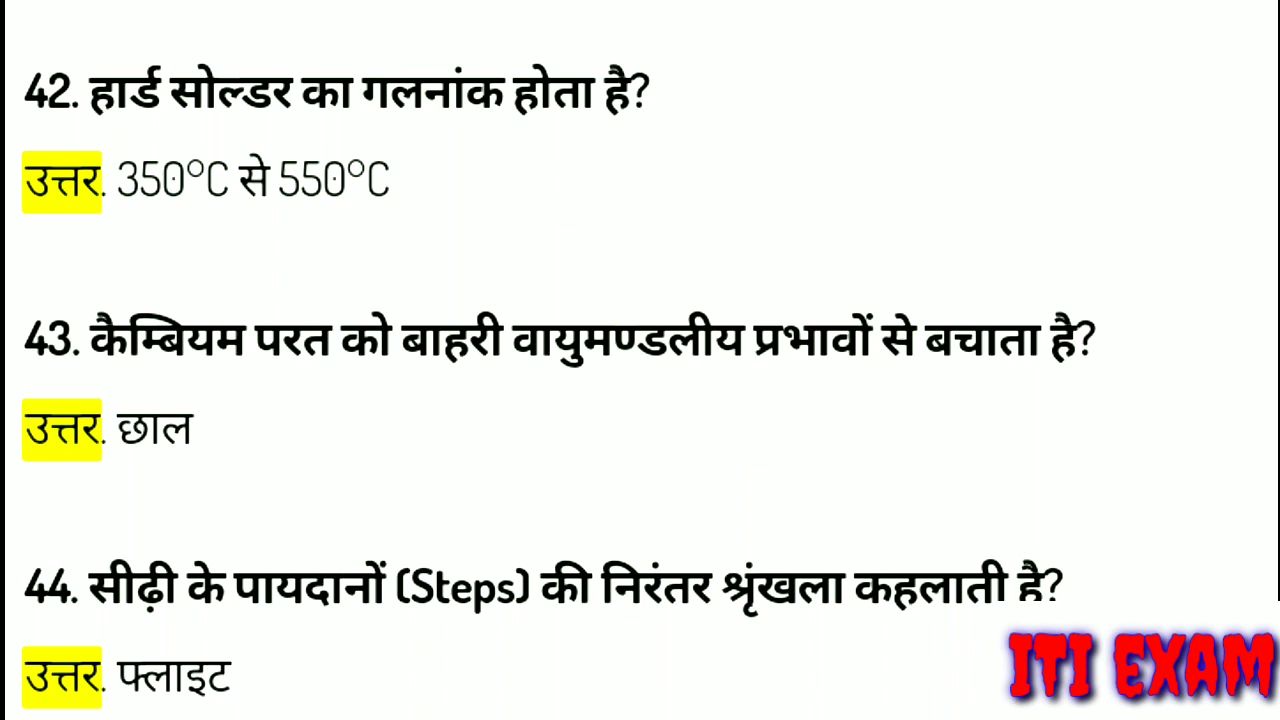 42. हार्ड सोल्डर का गलनांक होता है?
उत्तर. 350°C से 550°C
43. कैम्बियम परत को बाहरी वायुमण्डलीय प्रभावों से बचाता है?
उत्तर. छाल
44. सीढ़ी के पायदानों (Steps) की निरंतर श्रृंखला कहलाती है?
उत्तर. फ्लाइट
ITI EXAM